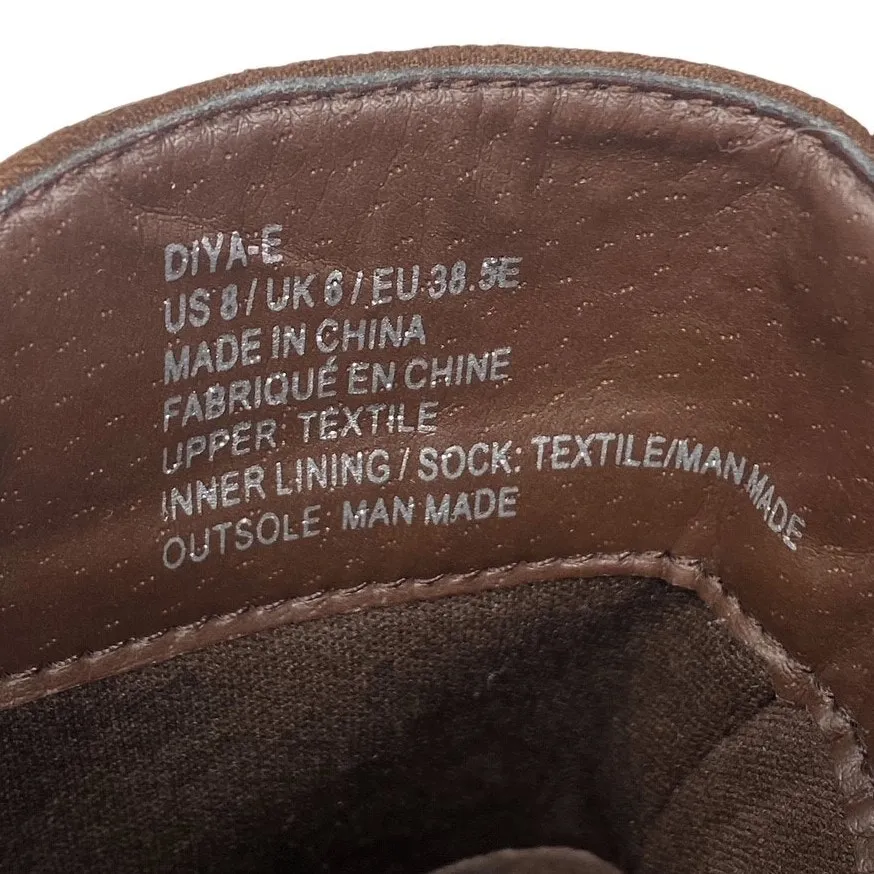 DIYA-E
US 8 / UK 6 / EU 38.5E
MADE IN CHINA
FABRIQUÉ EN CHINE
UPPER: TEXTILE
INNER LINING / SOCK: TEXTILE/MAN MADE
OUTSOLE: MAN MADE